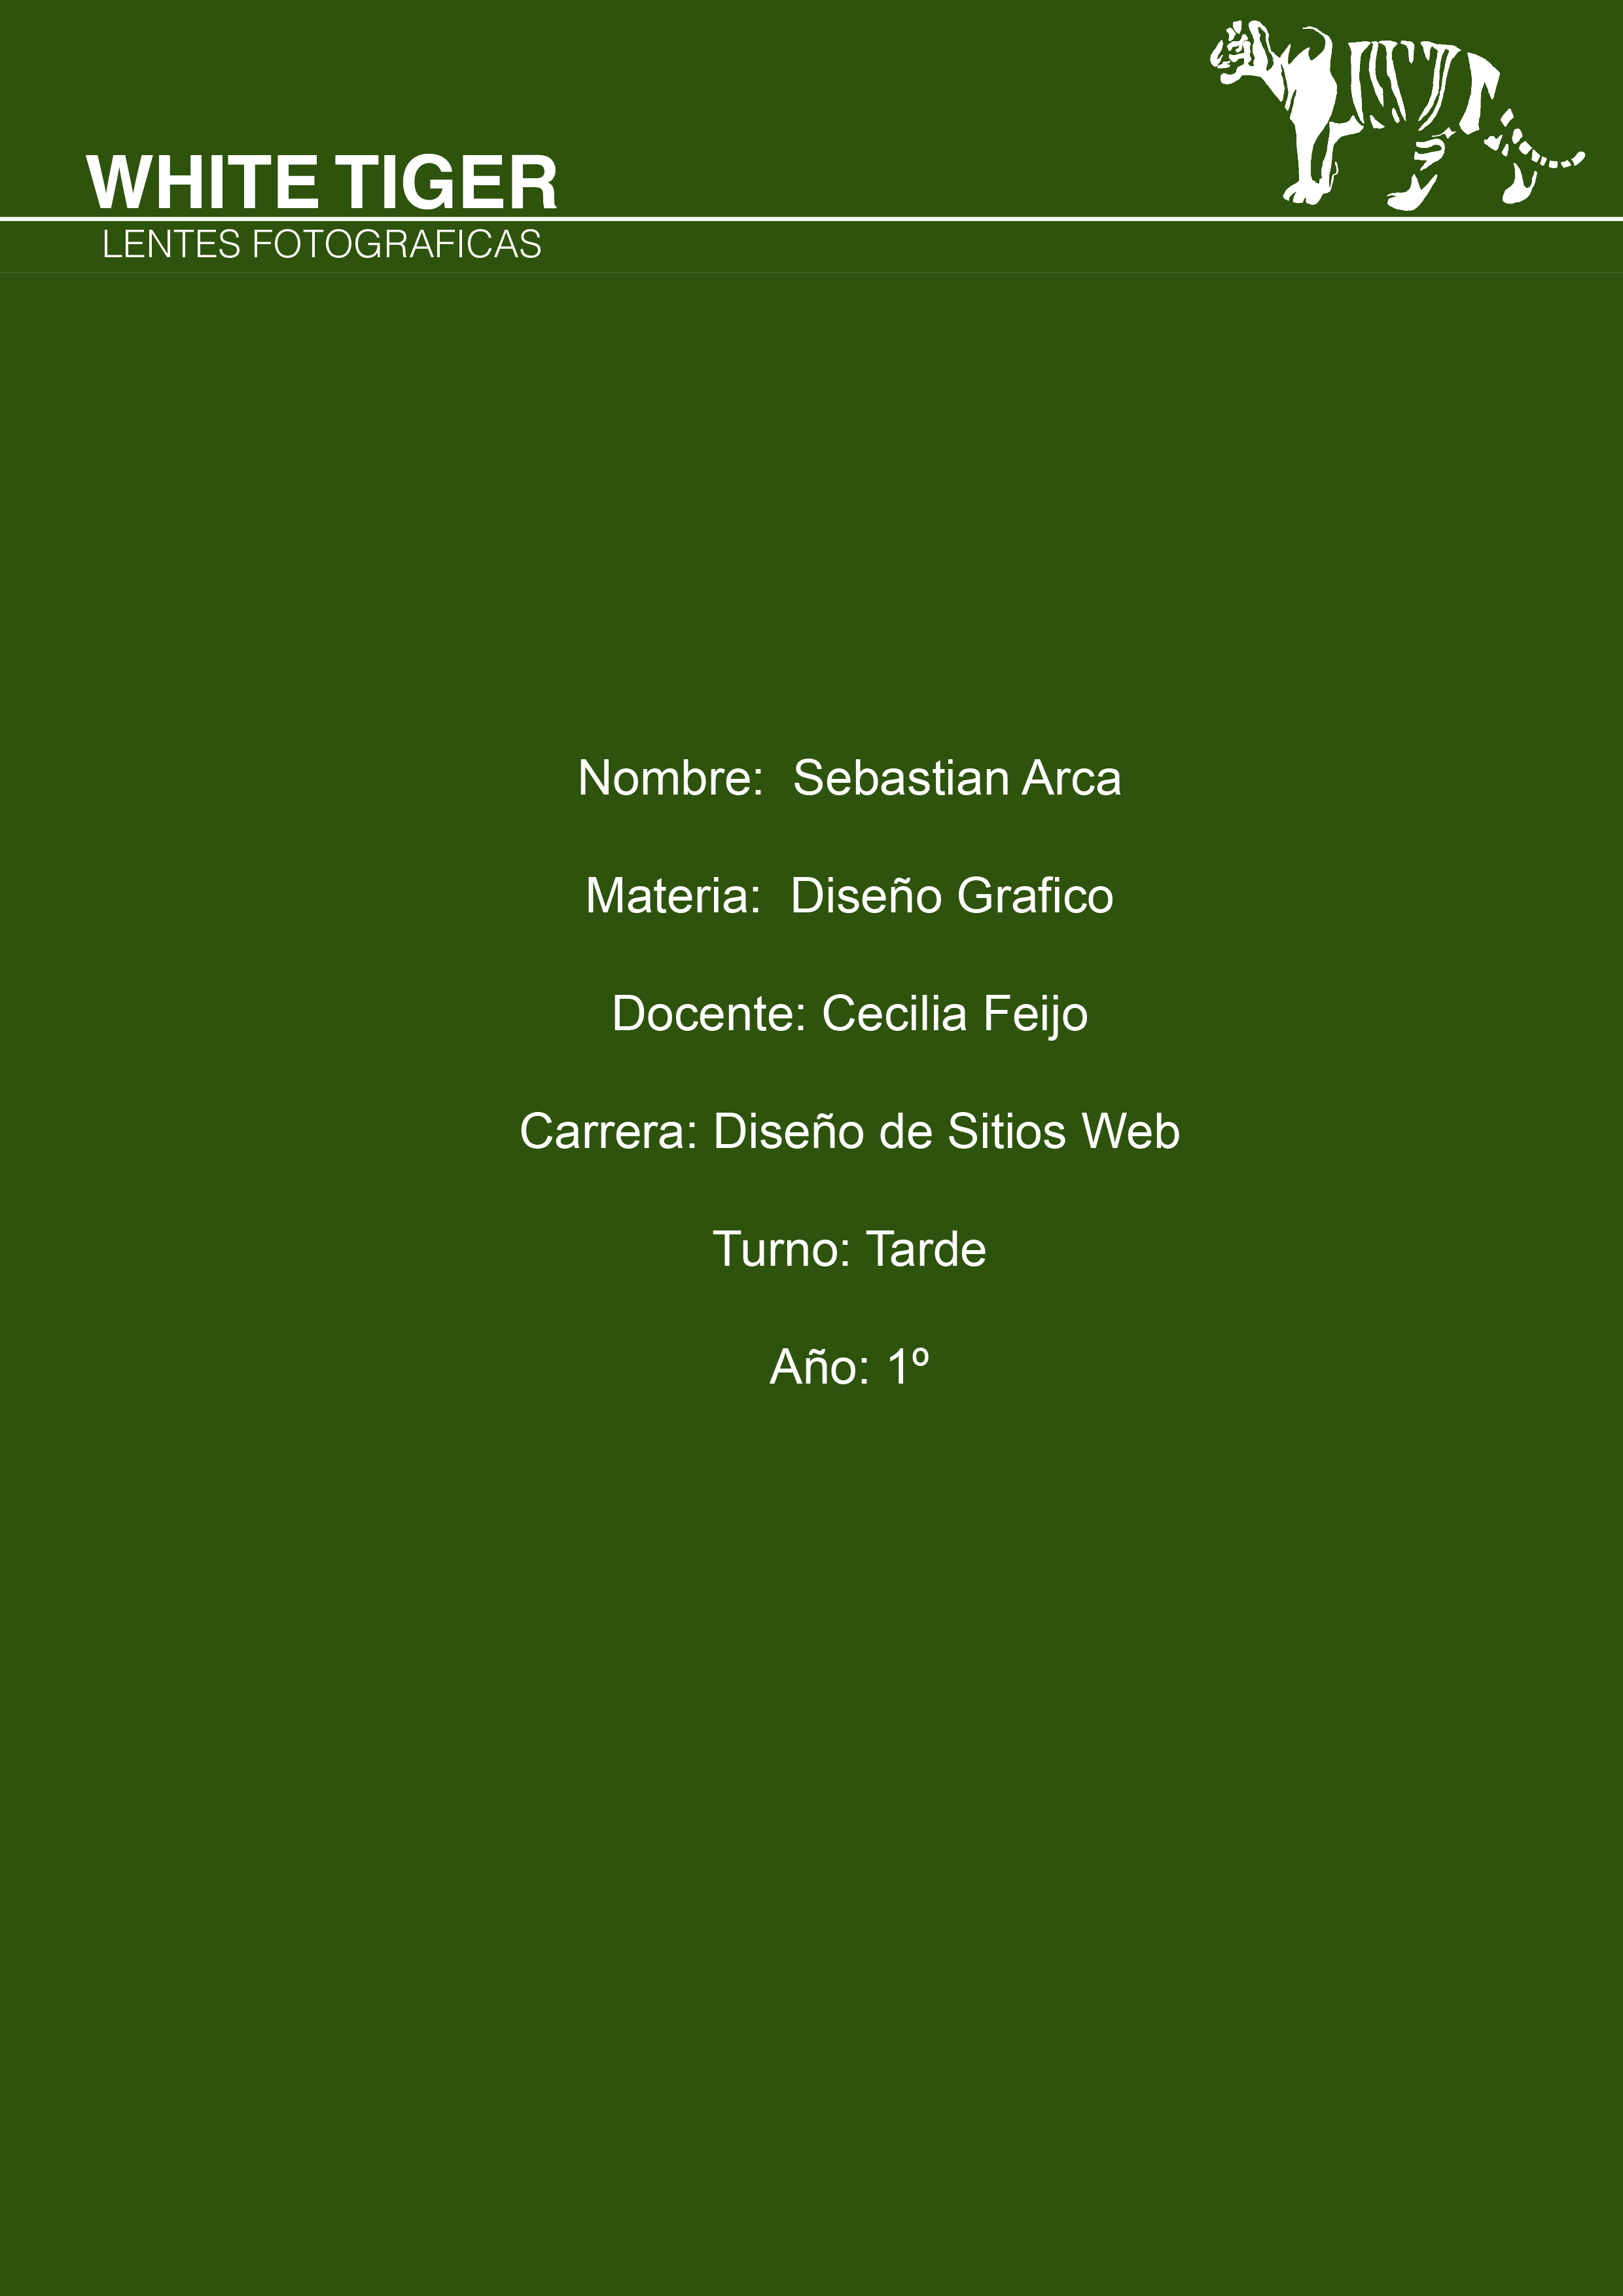 WHITE TIGER
LENTES FOTOGRAFICAS
Nombre:  Sebastian Arca
Materia:  Diseño Grafico
Docente: Cecilia Feijo
Carrera: Diseño de Sitios Web
Turno: Tarde
Año: 1º